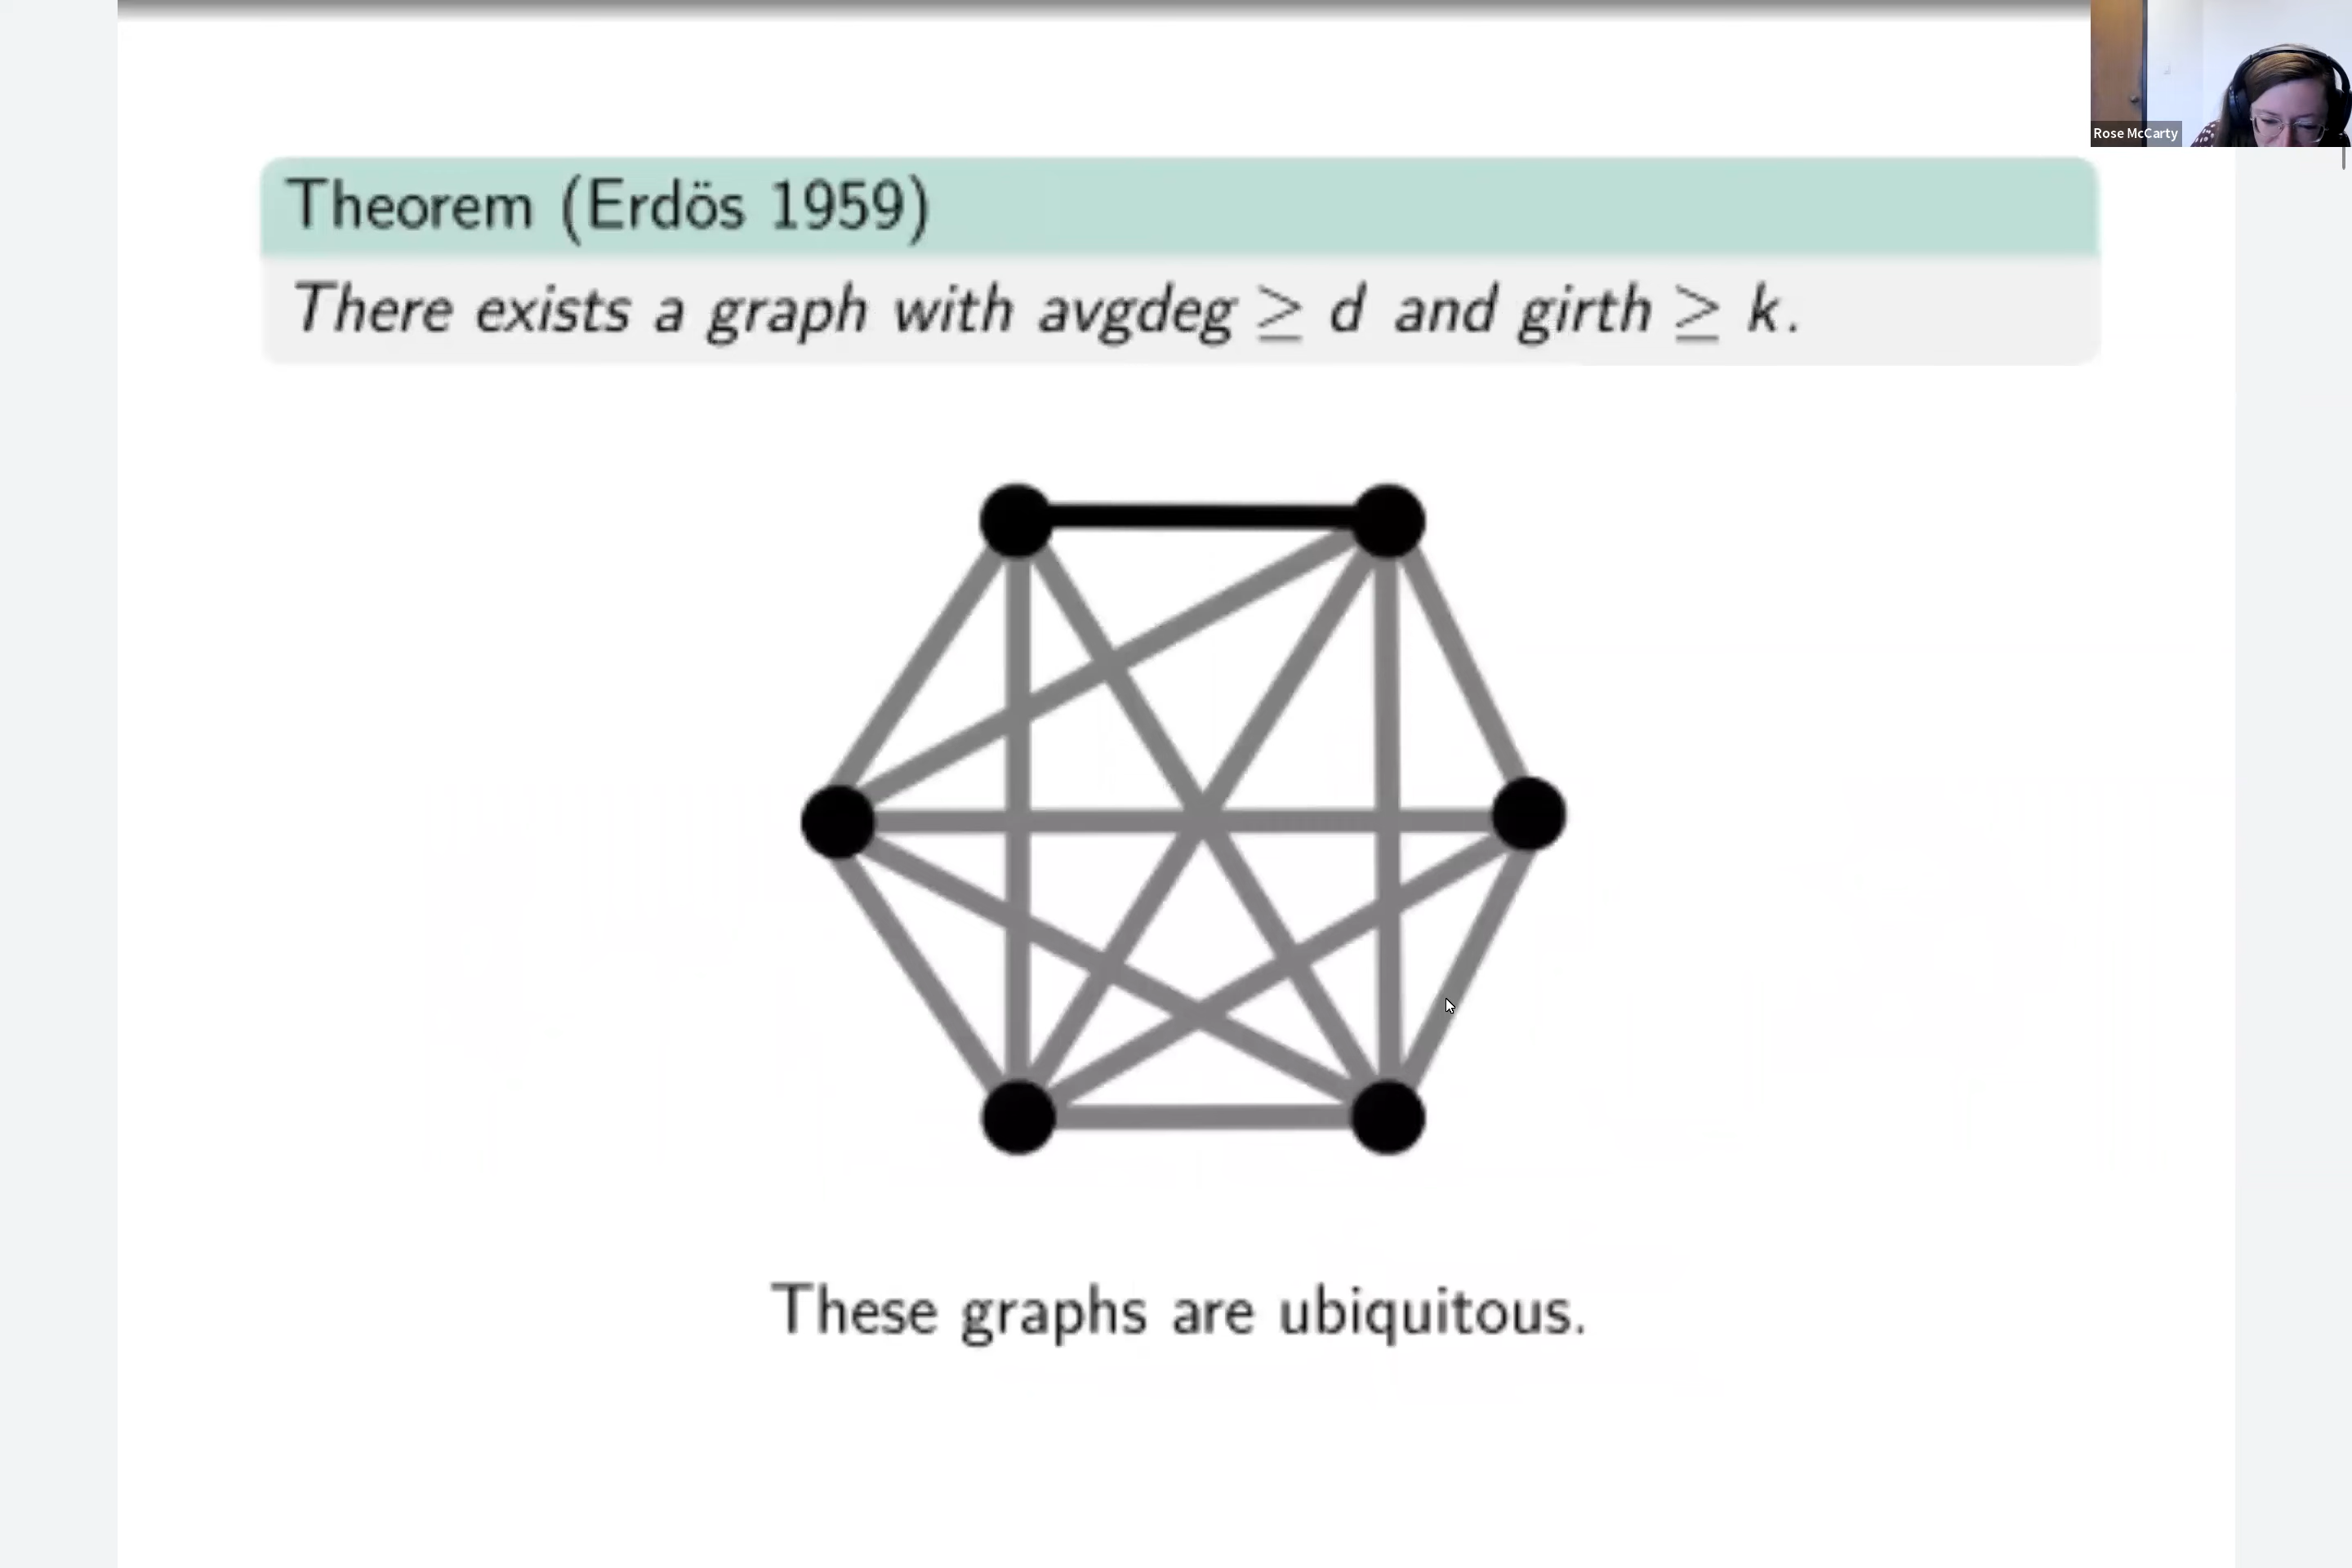 Rose McCarty
Theorem (Erdös 1959)
There exists a graph with avgdeg ≥ d and girth ≥ k.
These graphs are ubiquitous.